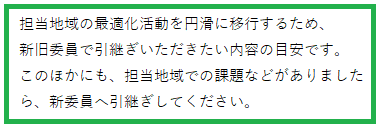 担当地域の最適化活動を円滑に移行するため、
新旧委員で引継ぎいただきたい内容の目安です。
このほかにも、担当地域での課題などがありました
ら、新委員へ引継ぎしてください。